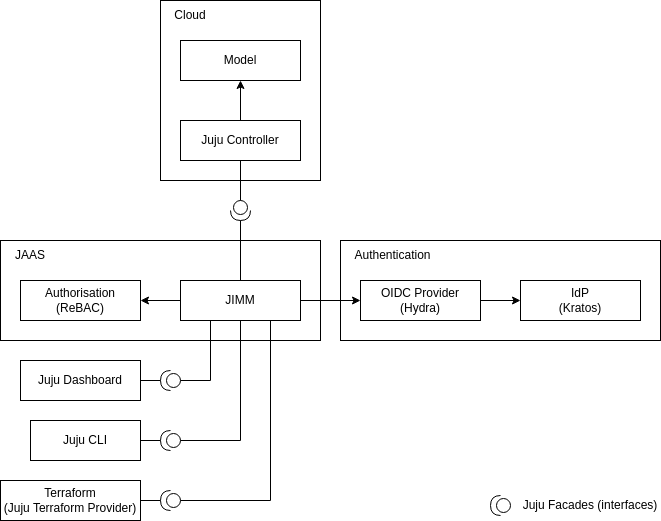 Cloud
Model
Juju Controller
JAAS
Authorisation
(ReBAC)
JIMM
Authentication
OIDC Provider
(Hydra)
IdP
(Kratos)
Juju Dashboard
Juju CLI
Terraform
(Juju Terraform Provider)
Juju Facades (interfaces)